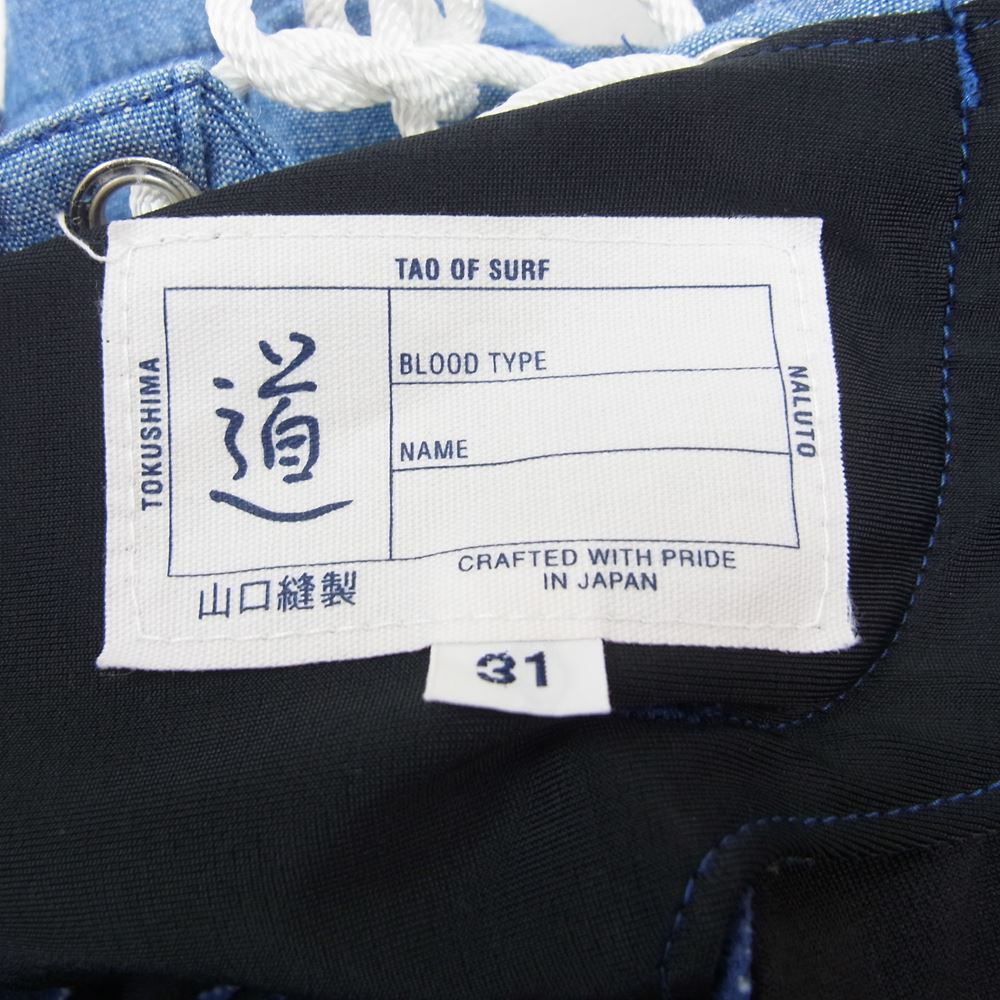 TAO OF SURF
TOKUSHIMA
道
BLOOD TYPE
NAME
NALUTO
山口縫製
CRAFTED WITH PRIDE
IN JAPAN
31